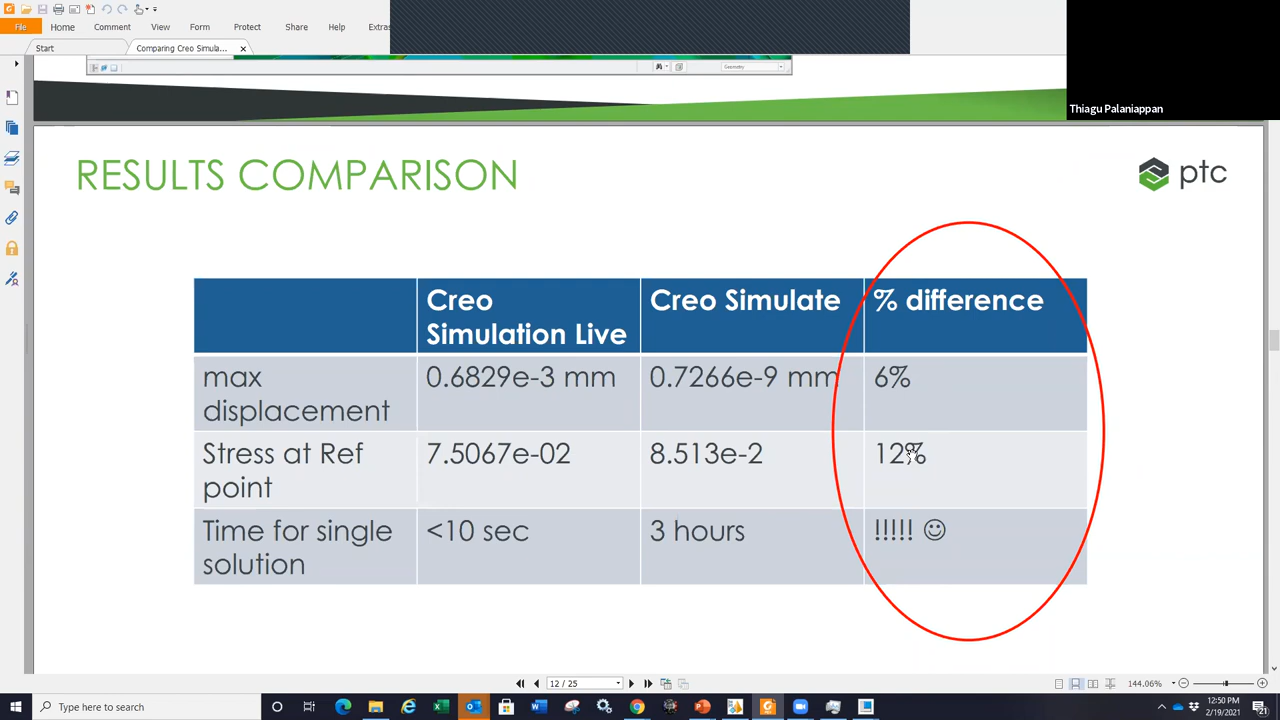 File Home Comment View Form Protect Share Help Extras
Start Comparing Creo Simula...
Geometry
Thiagu Palaniappan
RESULTS COMPARISON
ptc
Creo
Simulation Live
Creo Simulate
% difference
max
displacement
0.6829e-3 mm
0.7266e-9 mm
6%
Stress at Ref
point
7.5067e-02
8.513e-2
12%
Time for single
solution
<10 sec
3 hours
!!!!! ☺
12 / 25
144.06%
Type here to search
12:50 PM
2/19/2021
21